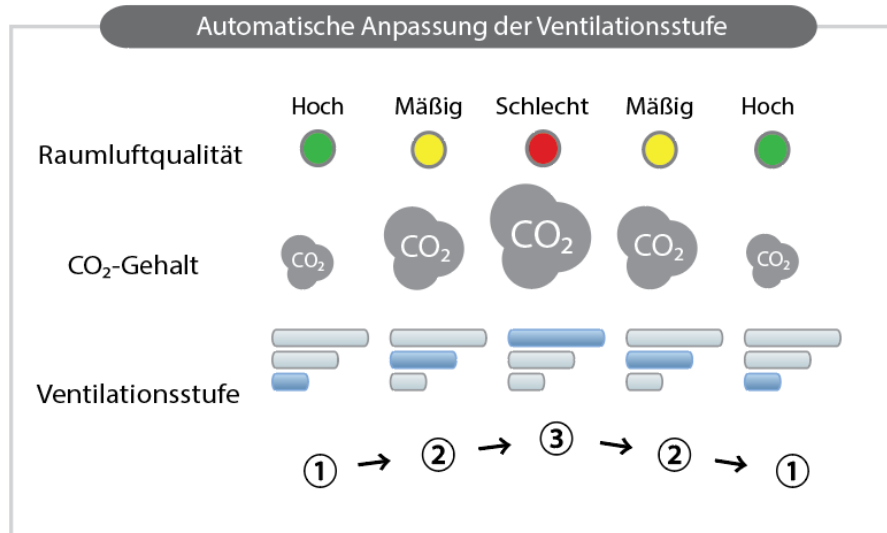 Automatische Anpassung der Ventilationsstufe
Hoch Mäßig Schlecht Mäßig Hoch
Raumluftqualität
CO₂-Gehalt CO₂ CO₂ CO₂ CO₂ CO₂
Ventilationsstufe
① → ② → ③ → ② → ①